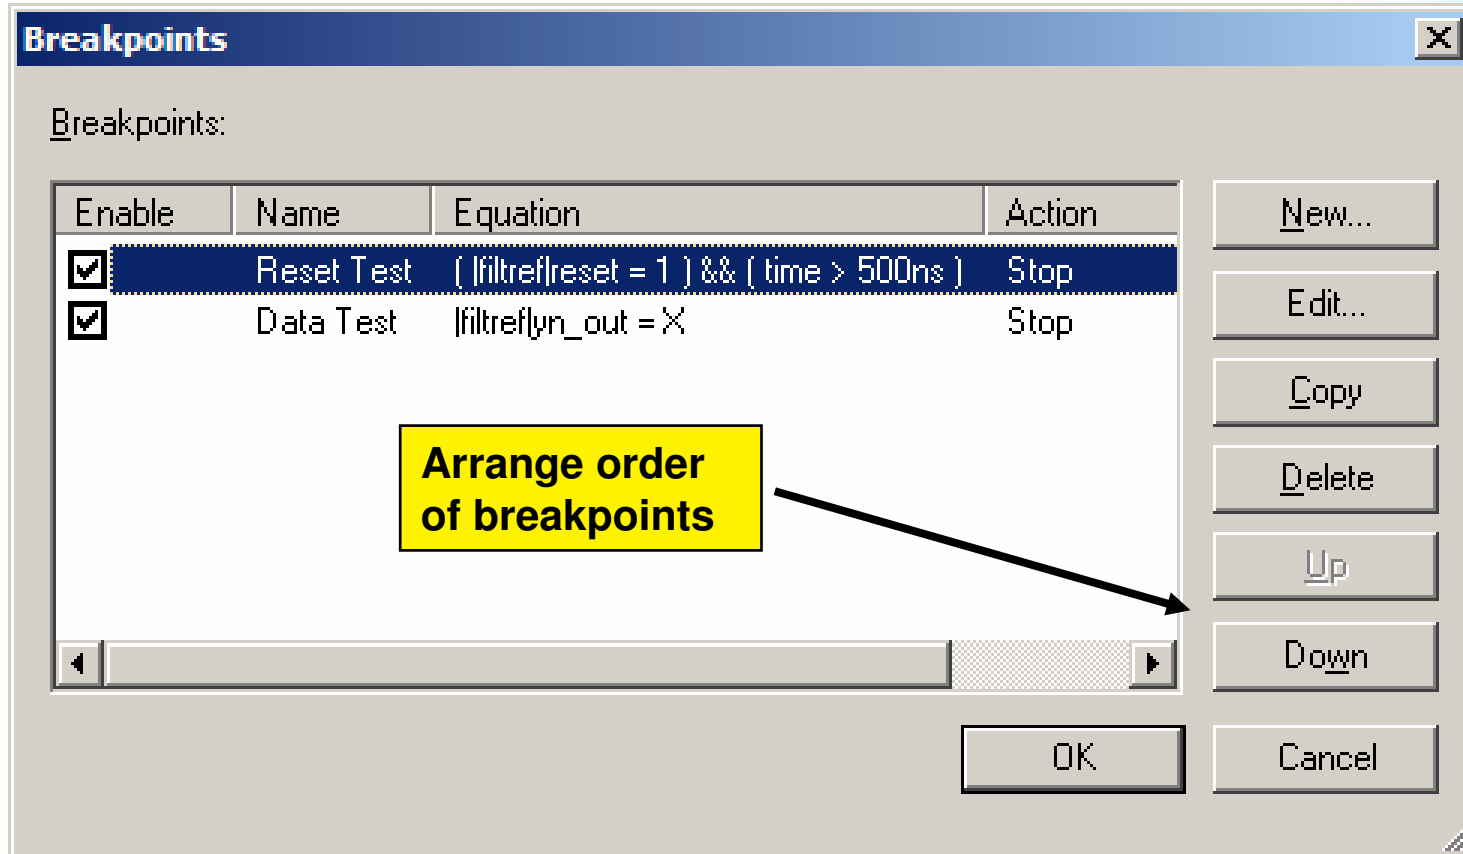 Breakpoints
Breakpoints:
Enable Name Equation Action
Reset Test ( |filtref|reset = 1 ) && ( time > 500ns ) Stop
Data Test |filtref|yn_out = X Stop
Arrange order
of breakpoints
New...
Edit...
Copy
Delete
Up
Down
OK
Cancel